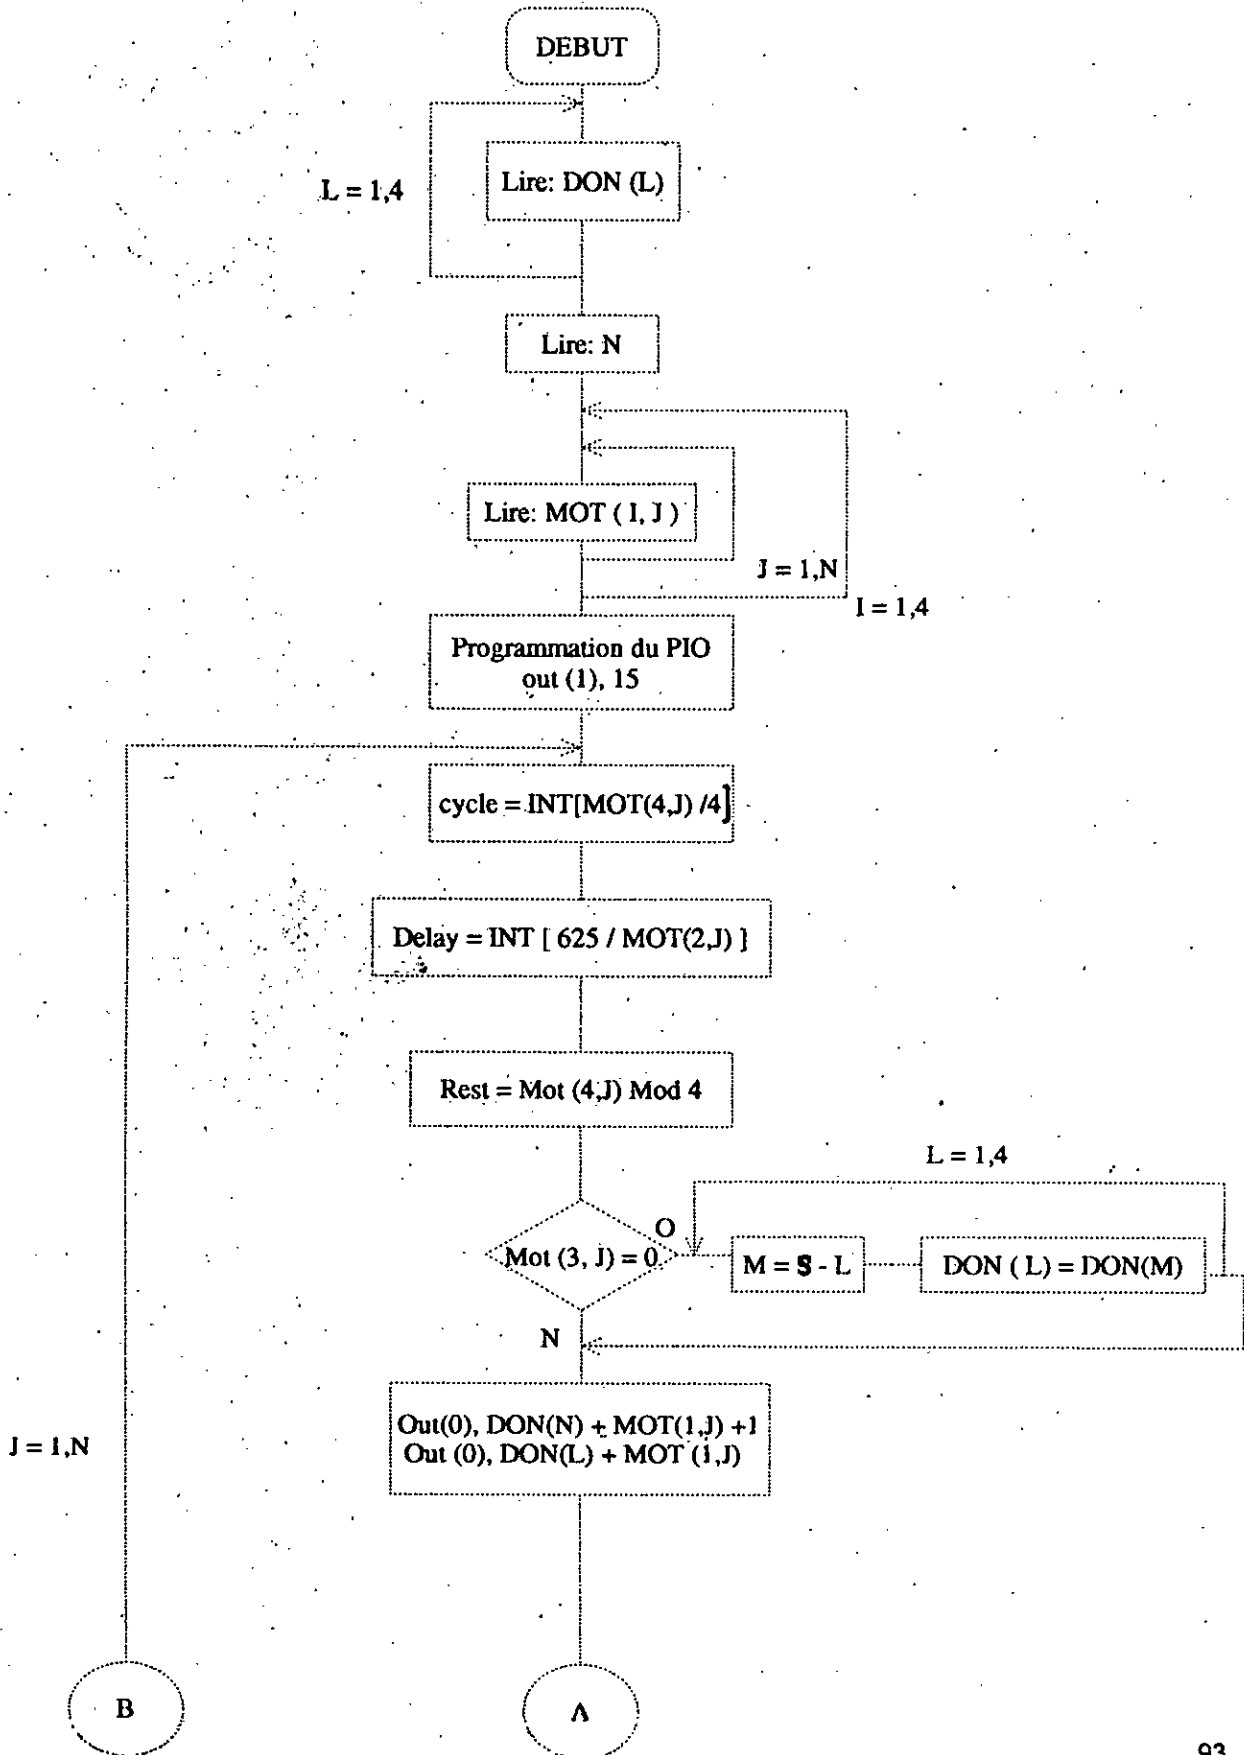 DEBUT
L = 1,4
Lire: DON (L)
Lire: N
Lire: MOT ( I, J )
J = 1,N
I = 1,4
Programmation du PIO
out (1), 15
cycle = INT[MOT(4,J) /4]
Delay = INT [ 625 / MOT(2,J) ]
Rest = Mot (4,J) Mod 4
L = 1,4
O
Mot (3, J) = 0
M = 5 - L
DON ( L) = DON(M)
N
Out(0), DON(N) + MOT(1,J) +1
Out (0), DON(L) + MOT (1,J)
J = 1,N
B
A
93